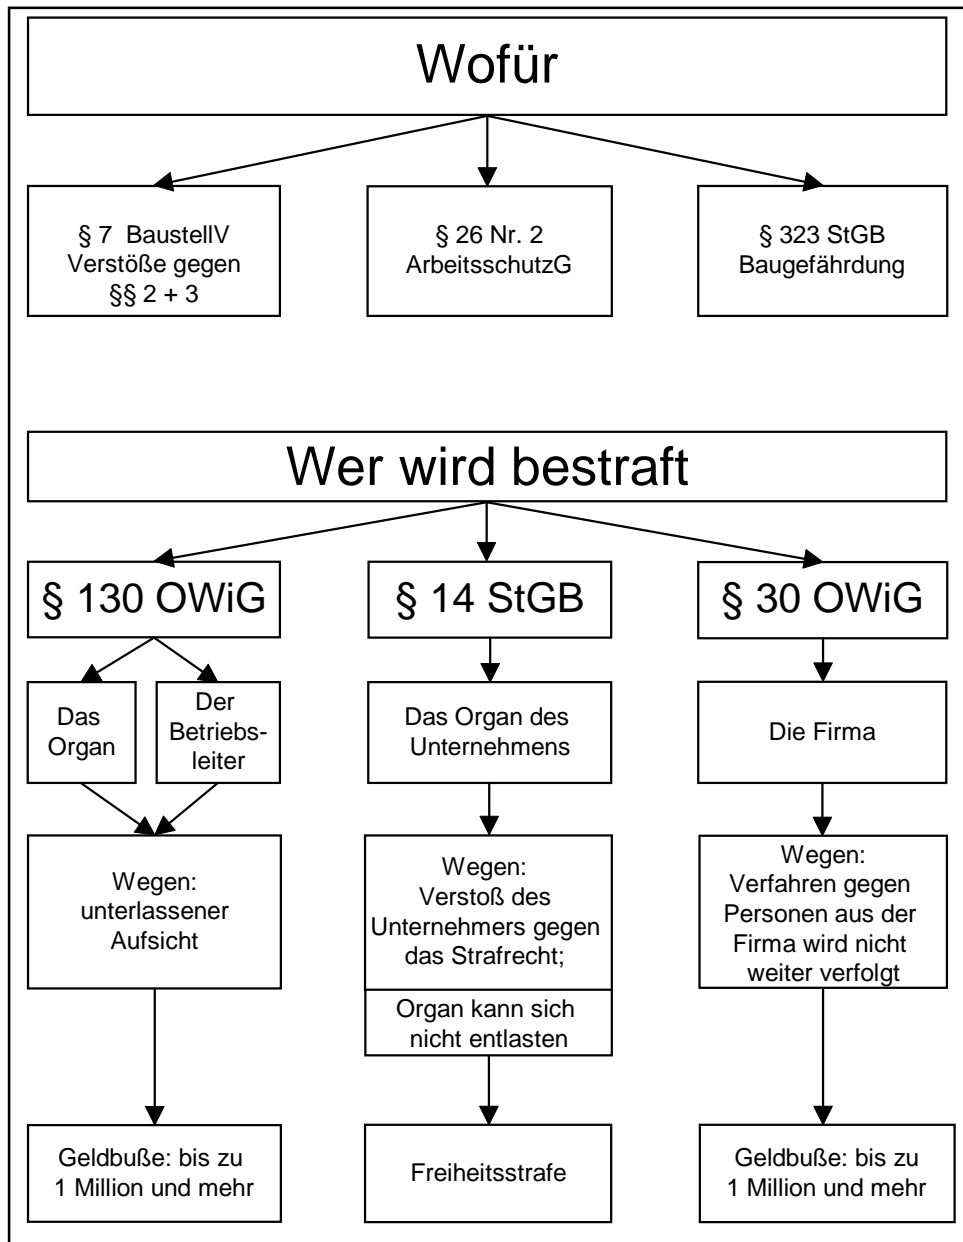 Wofür
§ 7 BaustellV
Verstöße gegen
§§ 2 + 3
§ 26 Nr. 2
ArbeitsschutzG
§ 323 StGB
Baugefährdung
Wer wird bestraft
§ 130 OWiG
§ 14 StGB
§ 30 OWiG
Das
Organ
Der
Betriebs-
leiter
Das Organ des
Unternehmens
Die Firma
Wegen:
unterlassener
Aufsicht
Wegen:
Verstoß des
Unternehmers gegen
das Strafrecht;
Organ kann sich
nicht entlasten
Wegen:
Verfahren gegen
Personen aus der
Firma wird nicht
weiter verfolgt
Geldbuße: bis zu
1 Million und mehr
Freiheitsstrafe
Geldbuße: bis zu
1 Million und mehr